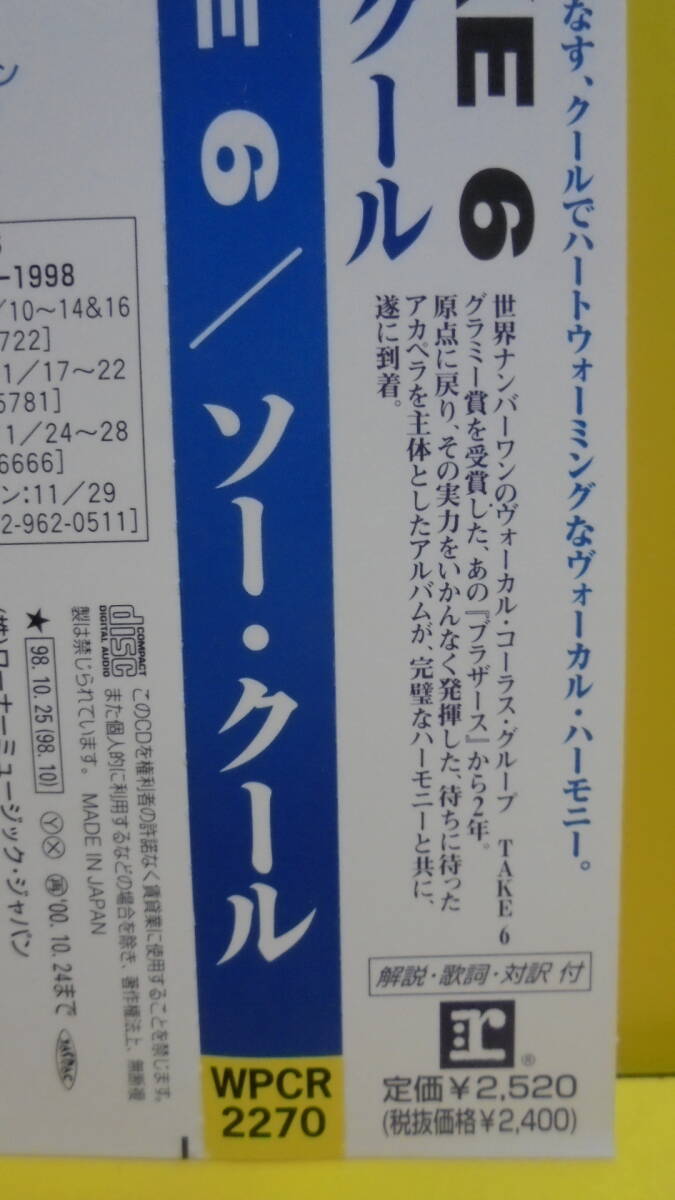 なす、クールでハートウォーミングなヴォーカル・ハーモニー。
KE 6
クール
世界ナンバーワンのヴォーカル・コーラス・グループ TAKE 6
グラミー賞を受賞した、あの『ブラザース』から2年。
原点に戻り、その実力をいかんなく発揮した、待ちに待った
アカペラを主体としたアルバムが、完璧なハーモニーと共に、
遂に到着。
解説・歌詞・対訳 付
r®
定価¥2,520
(税抜価格¥2,400)
E 6／ソー・クール
WPCR
2270
ン
-1998
/10〜14&16
722]
1／17〜22
5781]
1／24〜28
6666]
ン:11／29
2-962-0511]
COMPACT
disc
DIGITAL AUDIO
このCDを権利者の許諾なく賃貸業に使用することを禁じます。
また個人的に利用するなどの場合を除き、著作権法上、無断複
製は禁じられています。 MADE IN JAPAN
★ 98.10.25(98.10) Ⓨ Ⓧ ㊢'00.10.24まで
(株)ワーナーミュージック・ジャパン